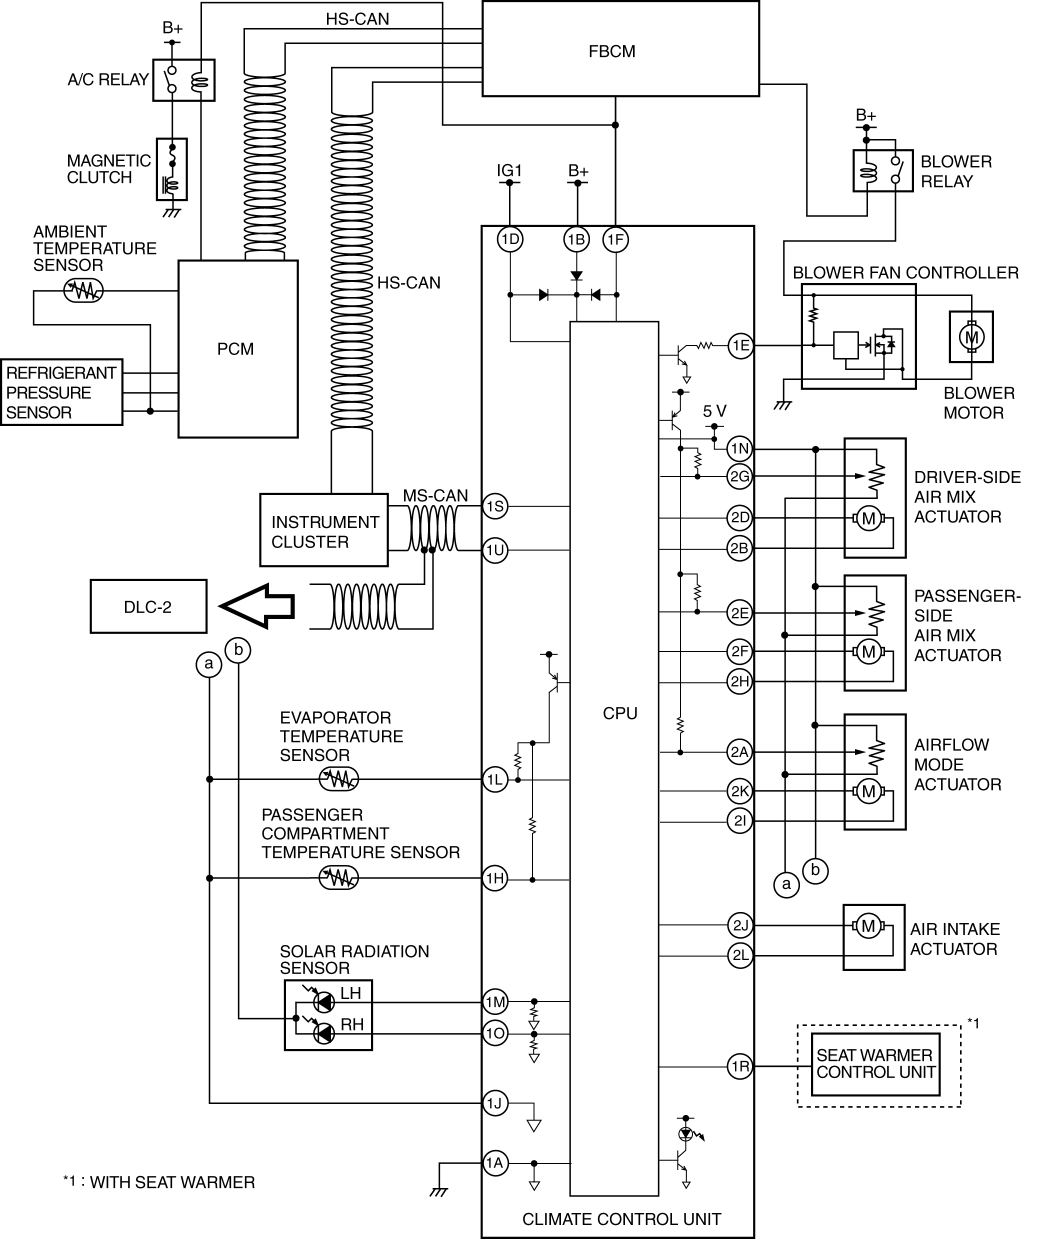 HS-CAN
FBCM
B+
A/C RELAY
MAGNETIC
CLUTCH
B+
BLOWER
RELAY
IG1
B+
AMBIENT
TEMPERATURE
SENSOR
1D
1B
1F
HS-CAN
BLOWER FAN CONTROLLER
PCM
1E
M
REFRIGERANT
PRESSURE
SENSOR
BLOWER
MOTOR
5 V
1N
2G
2D
2B
M
DRIVER-SIDE
AIR MIX
ACTUATOR
MS-CAN
1S
1U
INSTRUMENT
CLUSTER
DLC-2
2E
2F
2H
M
PASSENGER-
SIDE
AIR MIX
ACTUATOR
a
b
CPU
EVAPORATOR
TEMPERATURE
SENSOR
1L
2A
2K
2I
M
AIRFLOW
MODE
ACTUATOR
PASSENGER
COMPARTMENT
TEMPERATURE SENSOR
1H
a
b
2J
2L
M
AIR INTAKE
ACTUATOR
SOLAR RADIATION
SENSOR
LH
RH
1M
1O
*1
1R
SEAT WARMER
CONTROL UNIT
1J
1A
*1 : WITH SEAT WARMER
CLIMATE CONTROL UNIT